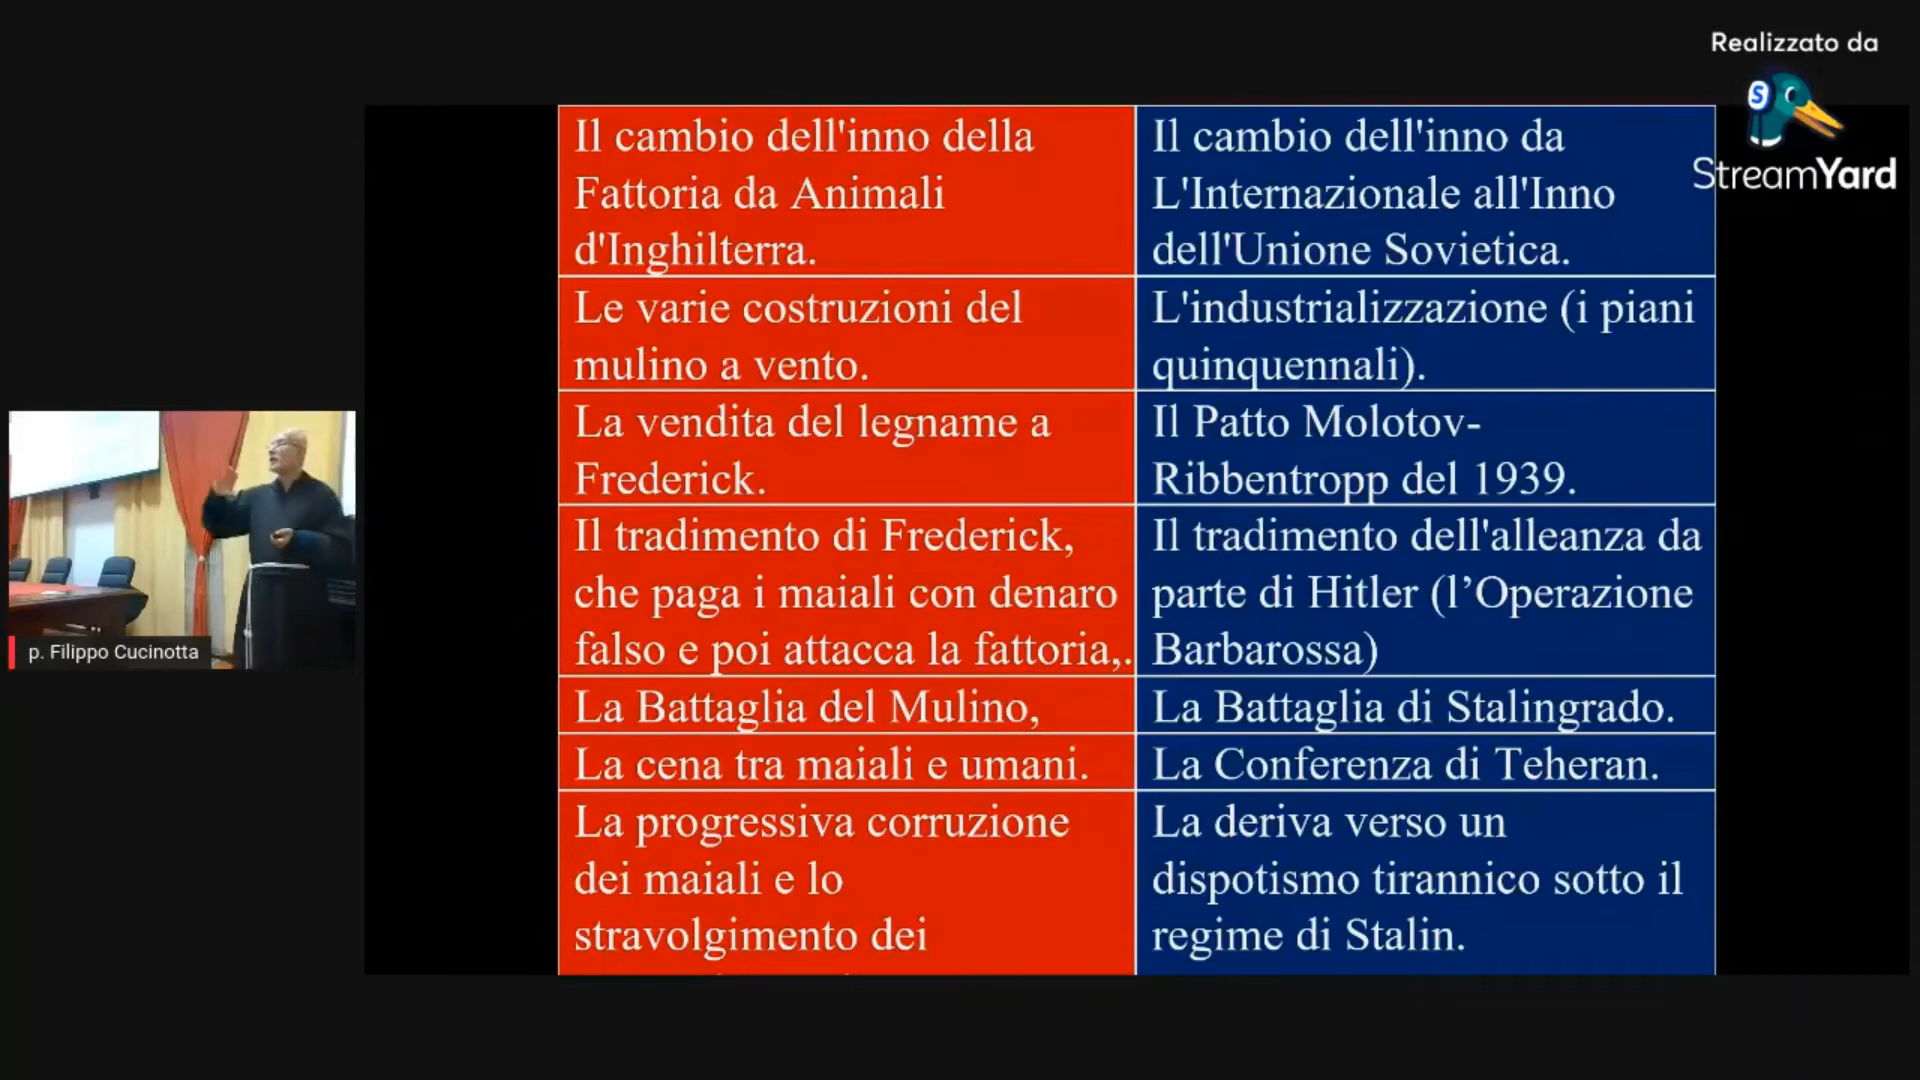 Realizzato da
StreamYard
Il cambio dell'inno della
Fattoria da Animali
d'Inghilterra.
Il cambio dell'inno da
L'Internazionale all'Inno
dell'Unione Sovietica.
Le varie costruzioni del
mulino a vento.
L'industrializzazione (i piani
quinquennali).
La vendita del legname a
Frederick.
Il Patto Molotov-
Ribbentropp del 1939.
Il tradimento di Frederick,
che paga i maiali con denaro
falso e poi attacca la fattoria,.
Il tradimento dell'alleanza da
parte di Hitler (l’Operazione
Barbarossa)
La Battaglia del Mulino,
La Battaglia di Stalingrado.
La cena tra maiali e umani.
La Conferenza di Teheran.
La progressiva corruzione
dei maiali e lo
stravolgimento dei
La deriva verso un
dispotismo tirannico sotto il
regime di Stalin.
p. Filippo Cucinotta